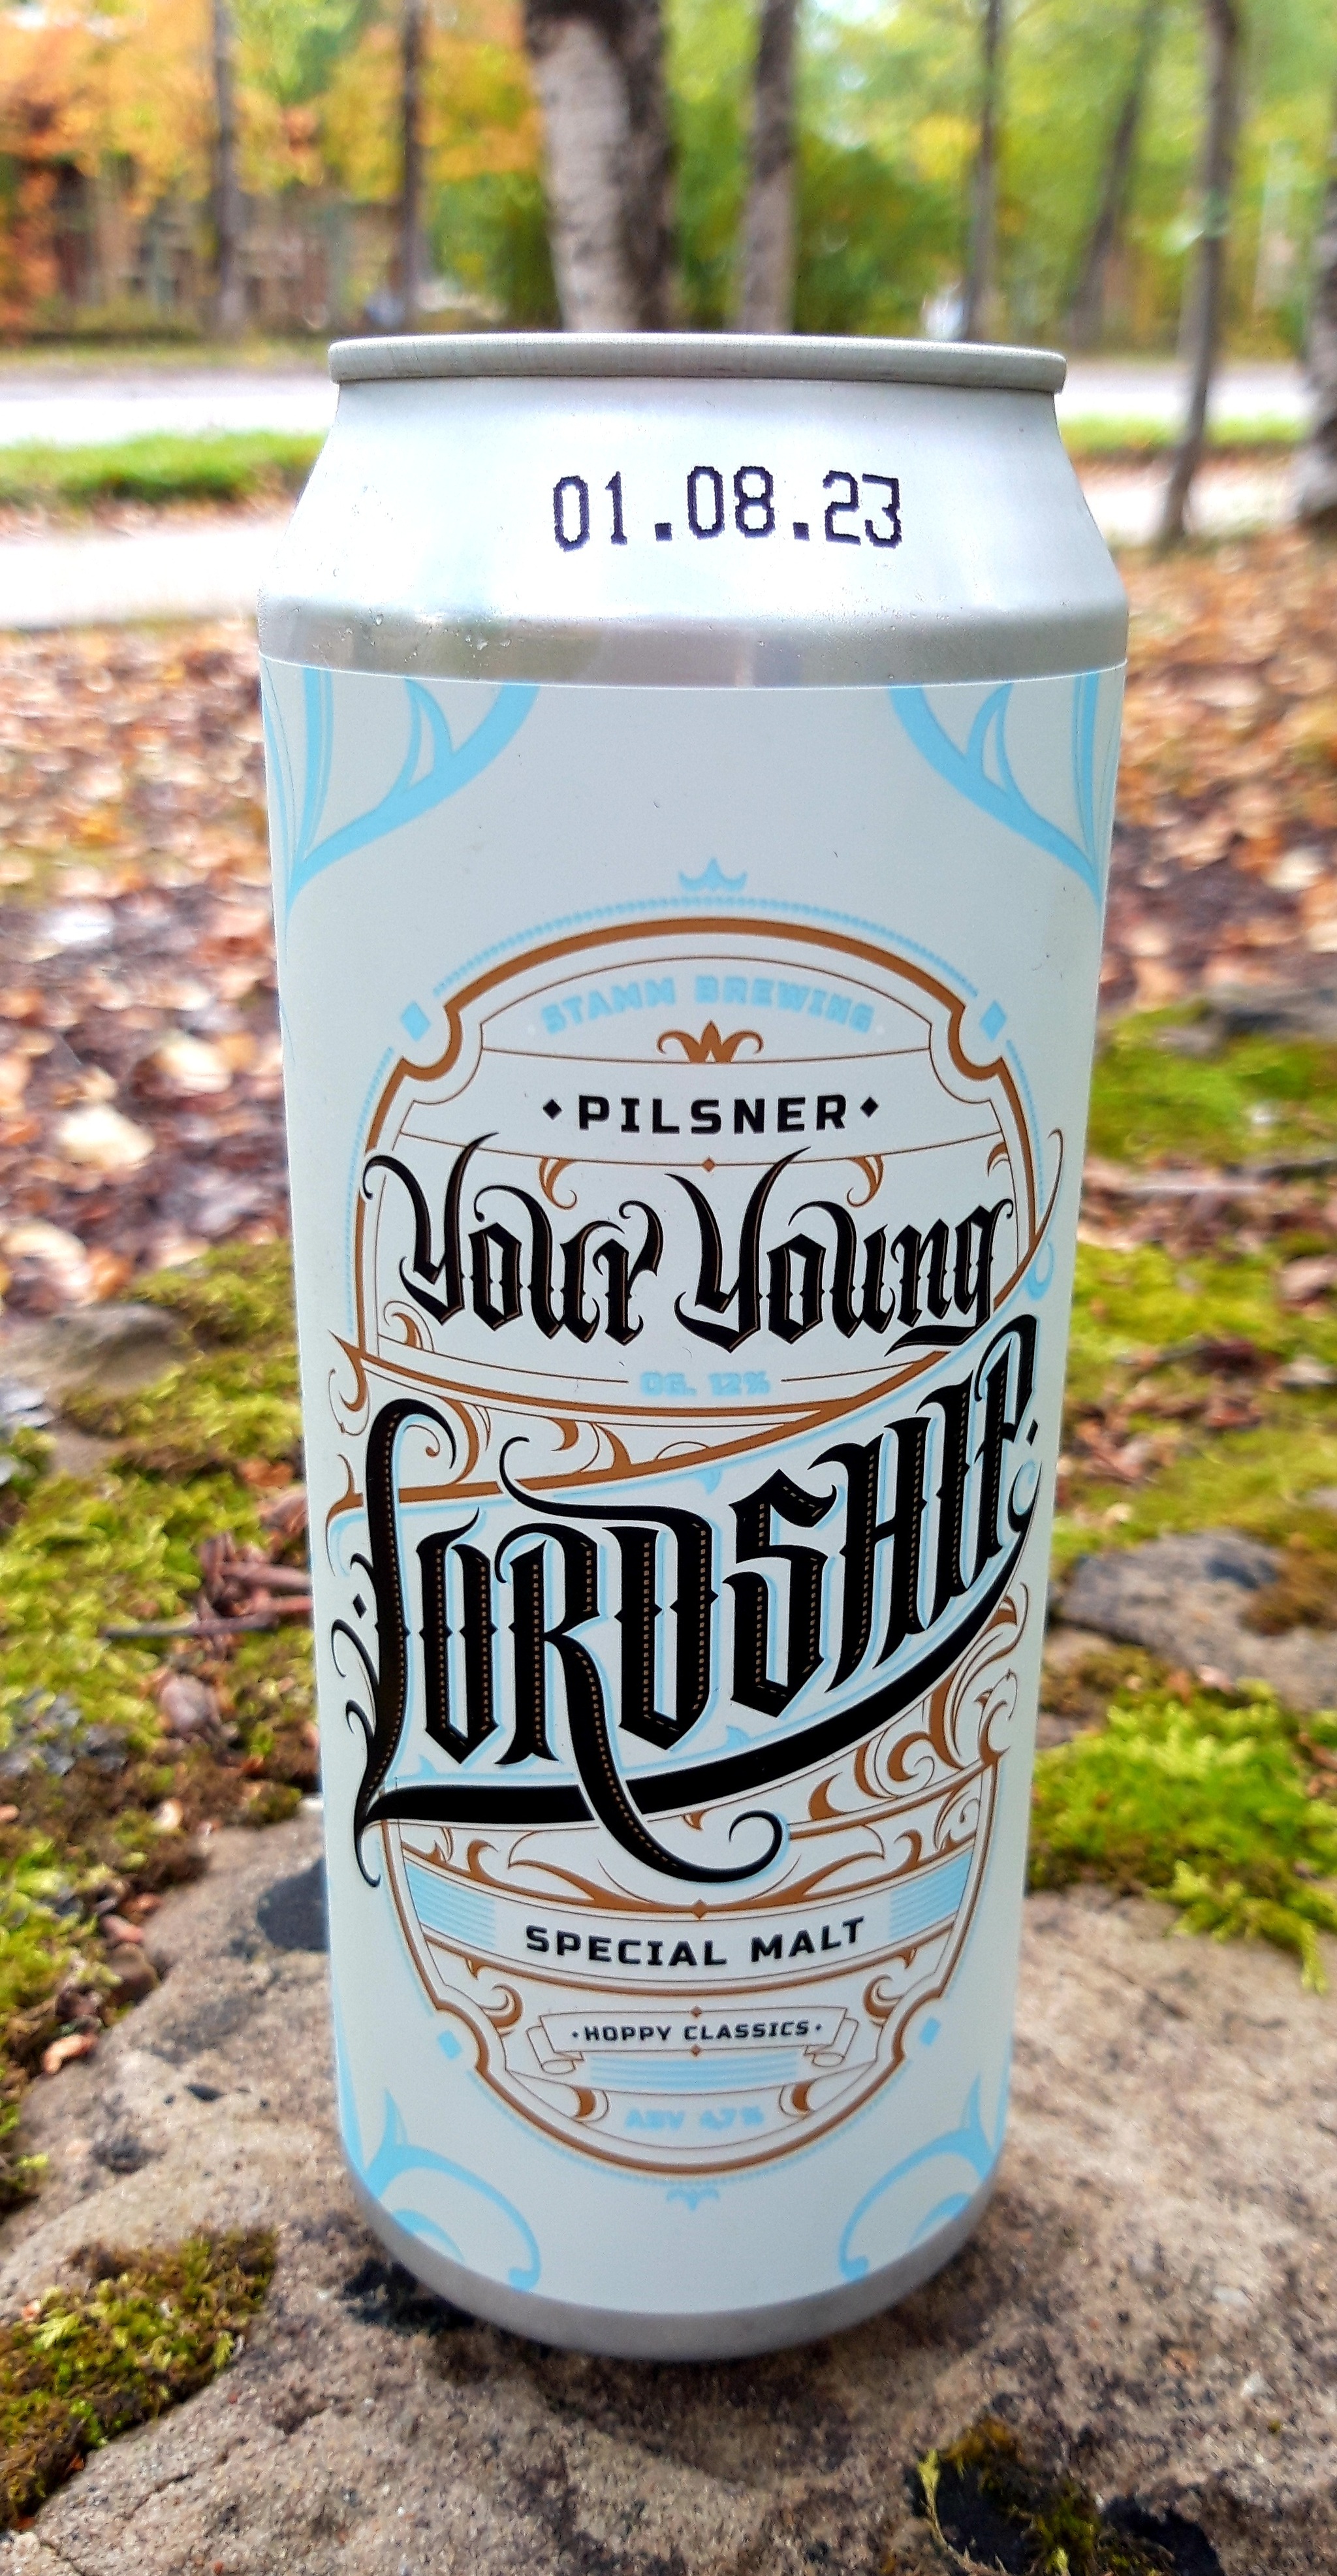 01.08.23
STAMM BREWING
PILSNER
Your Young
OG. 12%
LORDSHIP.
SPECIAL MALT
·HOPPY CLASSICS·
ABV 4,7%